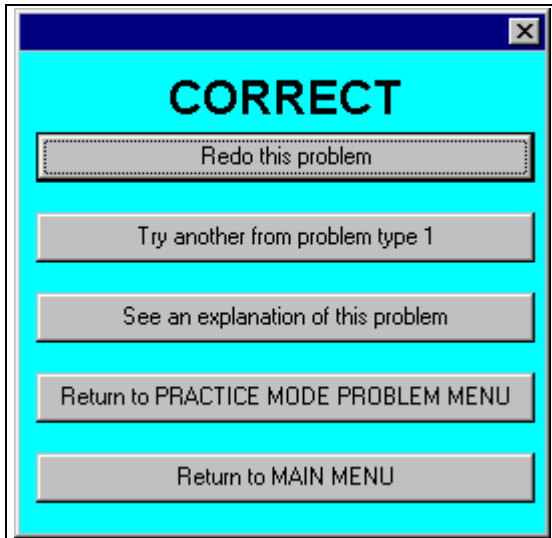 CORRECT
Redo this problem
Try another from problem type 1
See an explanation of this problem
Return to PRACTICE MODE PROBLEM MENU
Return to MAIN MENU